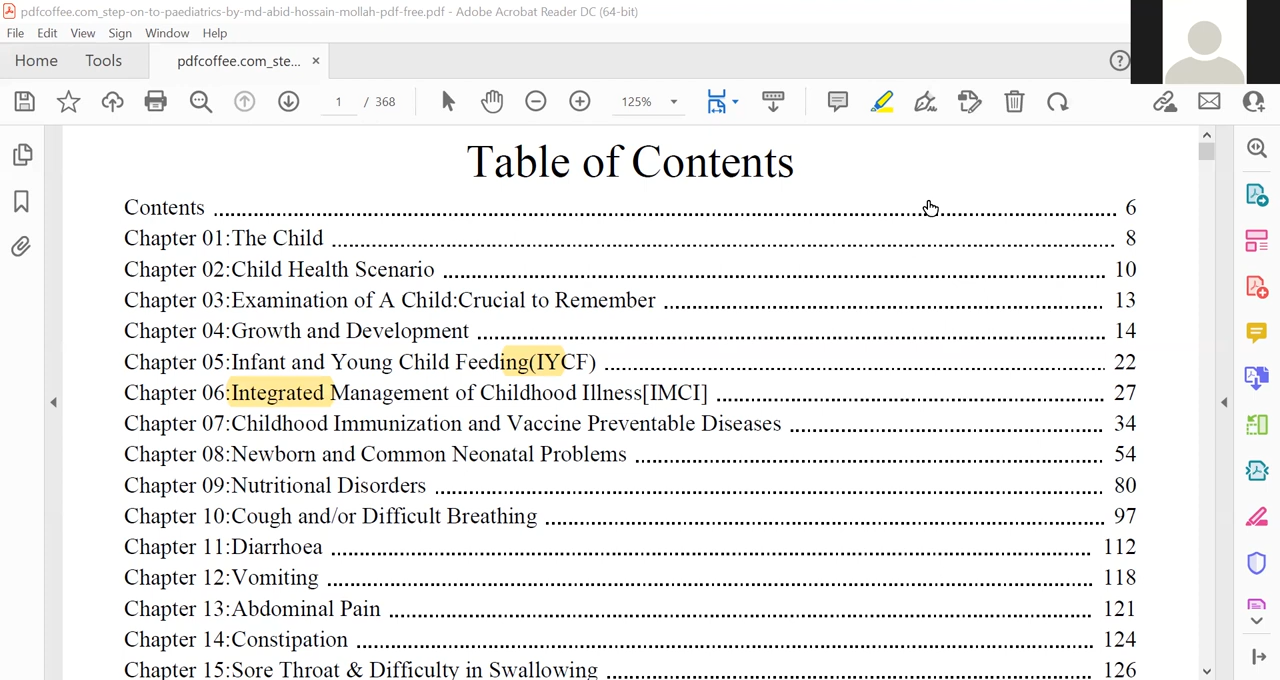 pdfcoffee.com_step-on-to-paediatrics-by-md-abid-hossain-mollah-pdf-free.pdf - Adobe Acrobat Reader DC (64-bit)
File Edit View Sign Window Help
Home Tools pdfcoffee.com_ste... ×
1 / 368 125%
Table of Contents
Contents ........ 6
Chapter 01:The Child ........ 8
Chapter 02:Child Health Scenario ........ 10
Chapter 03:Examination of A Child:Crucial to Remember ........ 13
Chapter 04:Growth and Development ........ 14
Chapter 05:Infant and Young Child Feeding(IYCF) ........ 22
Chapter 06:Integrated Management of Childhood Illness[IMCI] ........ 27
Chapter 07:Childhood Immunization and Vaccine Preventable Diseases ........ 34
Chapter 08:Newborn and Common Neonatal Problems ........ 54
Chapter 09:Nutritional Disorders ........ 80
Chapter 10:Cough and/or Difficult Breathing ........ 97
Chapter 11:Diarrhoea ........ 112
Chapter 12:Vomiting ........ 118
Chapter 13:Abdominal Pain ........ 121
Chapter 14:Constipation ........ 124
Chapter 15:Sore Throat & Difficulty in Swallowing ........ 126